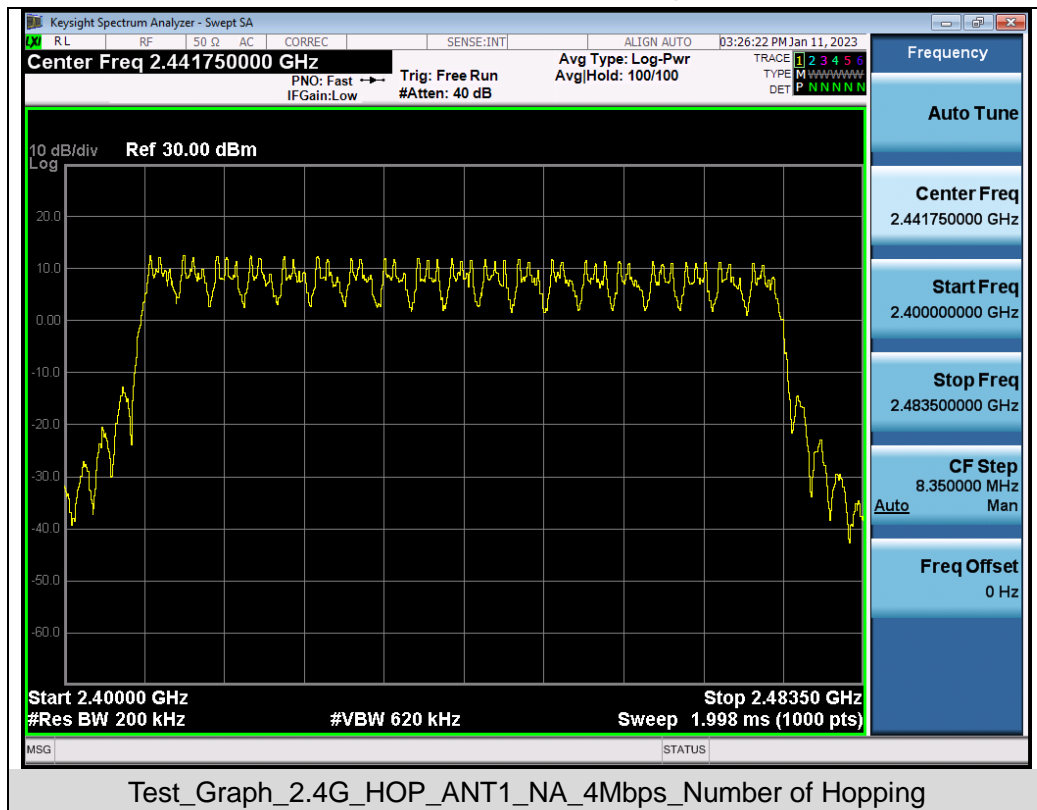 Keysight Spectrum Analyzer - Swept SA
LXI RL RF 50 Ω AC CORREC SENSE:INT ALIGN AUTO 03:26:22 PM Jan 11, 2023
Center Freq 2.441750000 GHz
PNO: Fast
IFGain:Low
Trig: Free Run
#Atten: 40 dB
Avg Type: Log-Pwr
Avg|Hold: 100/100
TRACE 1 2 3 4 5 6
TYPE M WWWWW
DET P N N N N N
Frequency
Auto Tune
Center Freq
2.441750000 GHz
Start Freq
2.400000000 GHz
Stop Freq
2.483500000 GHz
CF Step
8.350000 MHz
Auto Man
Freq Offset
0 Hz
10 dB/div Ref 30.00 dBm
Log
20.0
10.0
0.00
-10.0
-20.0
-30.0
-40.0
-50.0
-60.0
Start 2.40000 GHz Stop 2.48350 GHz
#Res BW 200 kHz #VBW 620 kHz Sweep 1.998 ms (1000 pts)
MSG STATUS
Test_Graph_2.4G_HOP_ANT1_NA_4Mbps_Number of Hopping